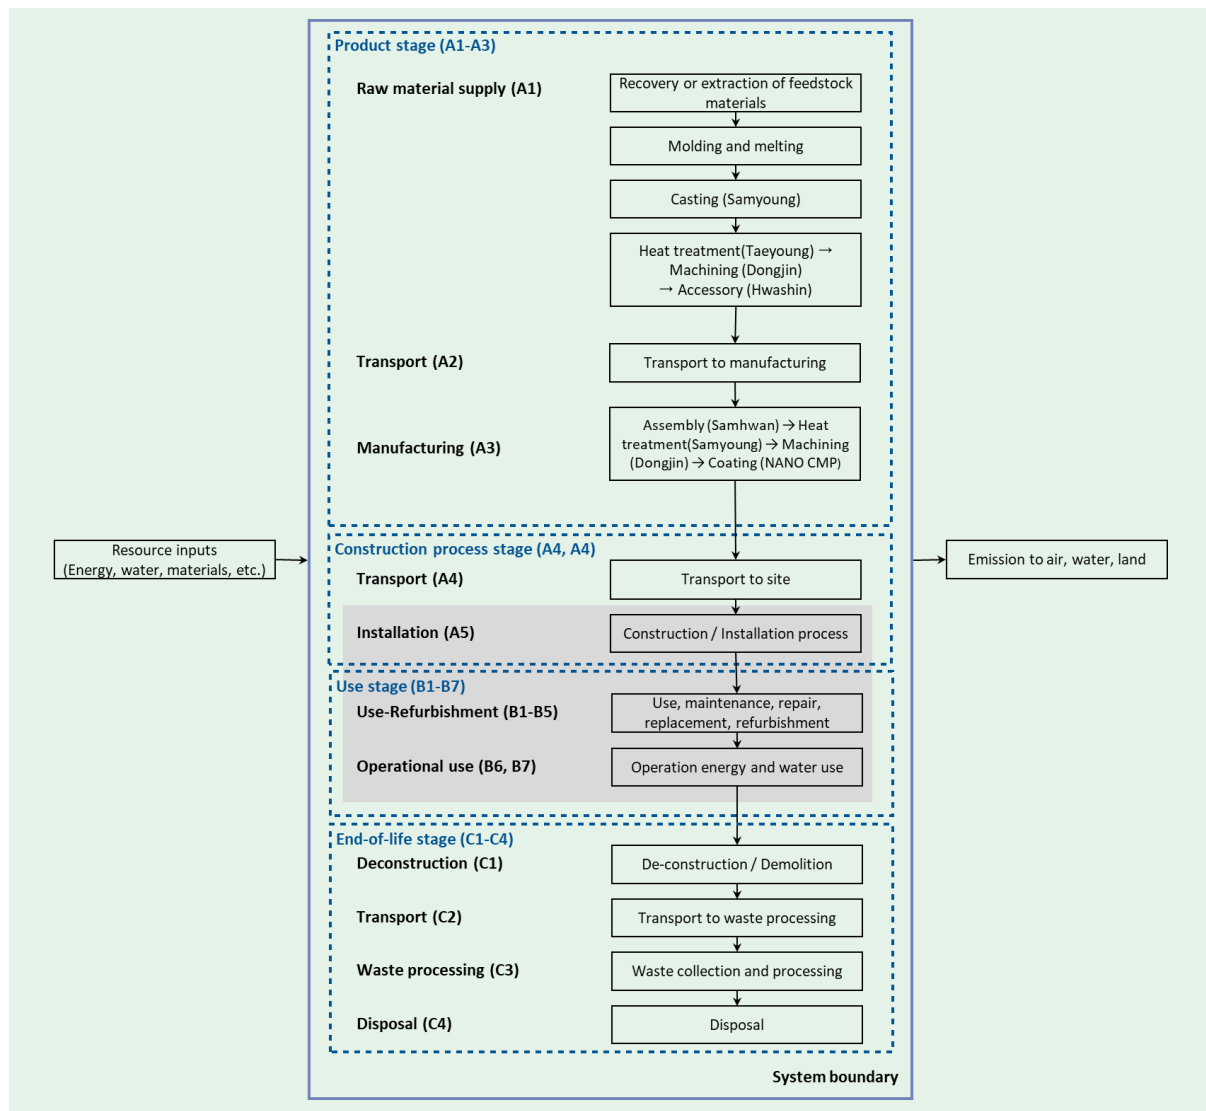 Product stage (A1-A3)
Raw material supply (A1)
Recovery or extraction of feedstock
materials
Molding and melting
Casting (Samyoung)
Heat treatment(Taeyoung) →
Machining (Dongjin)
→ Accessory (Hwashin)
Transport (A2)
Transport to manufacturing
Manufacturing (A3)
Assembly (Samhwan) → Heat
treatment(Samyoung) → Machining
(Dongjin) → Coating (NANO CMP)
Resource inputs
(Energy, water, materials, etc.)
Construction process stage (A4, A4)
Transport (A4)
Transport to site
Installation (A5)
Construction / Installation process
Emission to air, water, land
Use stage (B1-B7)
Use-Refurbishment (B1-B5)
Use, maintenance, repair,
replacement, refurbishment
Operational use (B6, B7)
Operation energy and water use
End-of-life stage (C1-C4)
Deconstruction (C1)
De-construction / Demolition
Transport (C2)
Transport to waste processing
Waste processing (C3)
Waste collection and processing
Disposal (C4)
Disposal
System boundary